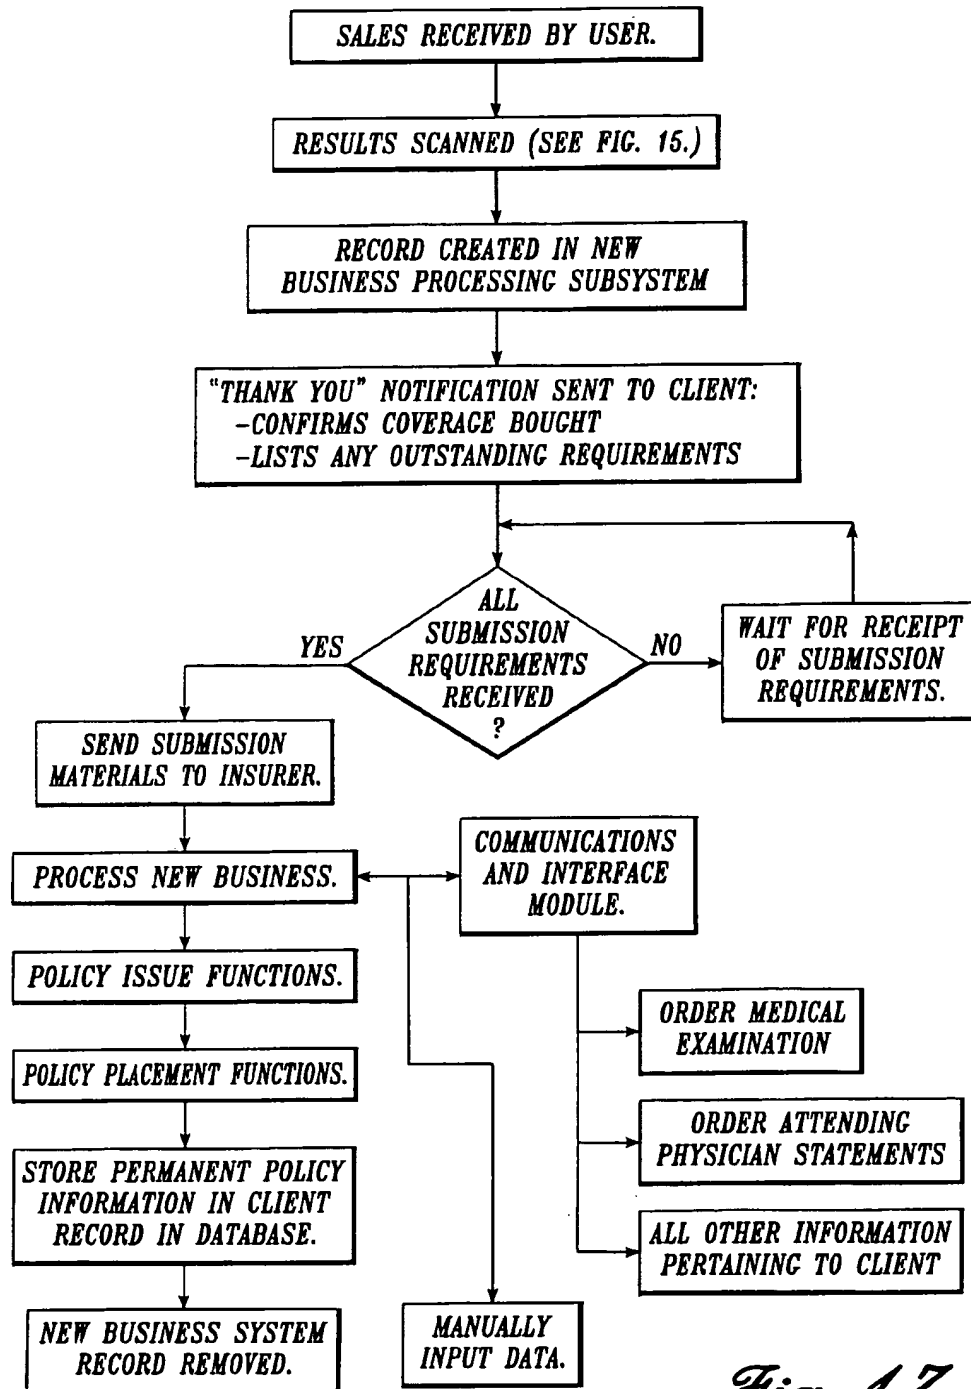 SALES RECEIVED BY USER.
RESULTS SCANNED (SEE FIG. 15.)
RECORD CREATED IN NEW
BUSINESS PROCESSING SUBSYSTEM
"THANK YOU" NOTIFICATION SENT TO CLIENT:
-CONFIRMS COVERAGE BOUGHT
-LISTS ANY OUTSTANDING REQUIREMENTS
ALL
SUBMISSION
REQUIREMENTS
RECEIVED
?
YES
NO
WAIT FOR RECEIPT
OF SUBMISSION
REQUIREMENTS.
SEND SUBMISSION
MATERIALS TO INSURER.
PROCESS NEW BUSINESS.
COMMUNICATIONS
AND INTERFACE
MODULE.
POLICY ISSUE FUNCTIONS.
ORDER MEDICAL
EXAMINATION
POLICY PLACEMENT FUNCTIONS.
ORDER ATTENDING
PHYSICIAN STATEMENTS
STORE PERMANENT POLICY
INFORMATION IN CLIENT
RECORD IN DATABASE.
ALL OTHER INFORMATION
PERTAINING TO CLIENT
NEW BUSINESS SYSTEM
RECORD REMOVED.
MANUALLY
INPUT DATA.
Fig. 17